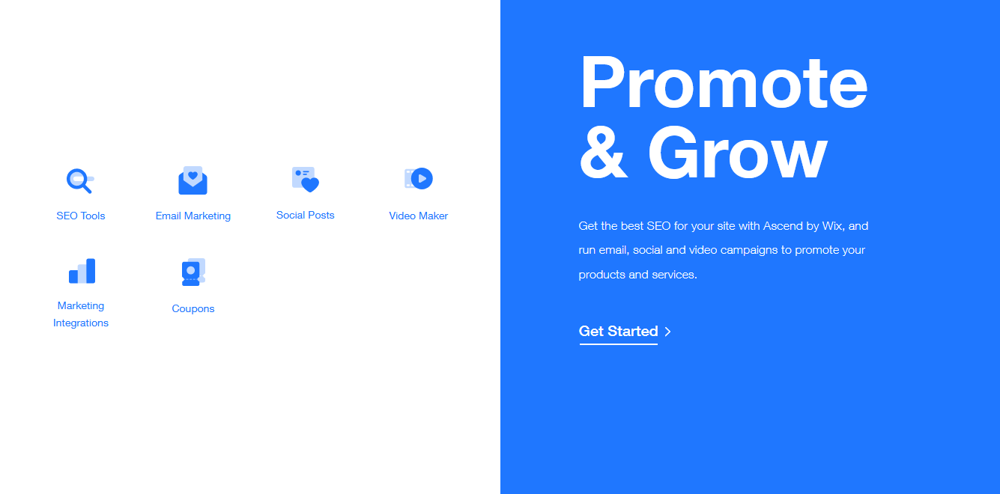 SEO Tools
Email Marketing
Social Posts
Video Maker
Marketing
Integrations
Coupons
Promote
& Grow
Get the best SEO for your site with Ascend by Wix, and
run email, social and video campaigns to promote your
products and services.
Get Started